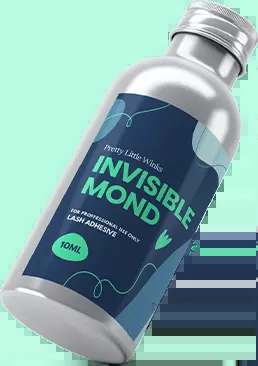 Pretty Little Winks
INVISIBLE
MOND
FOR PROFESSIONAL USE ONLY
LASH ADHESIVE
10ML